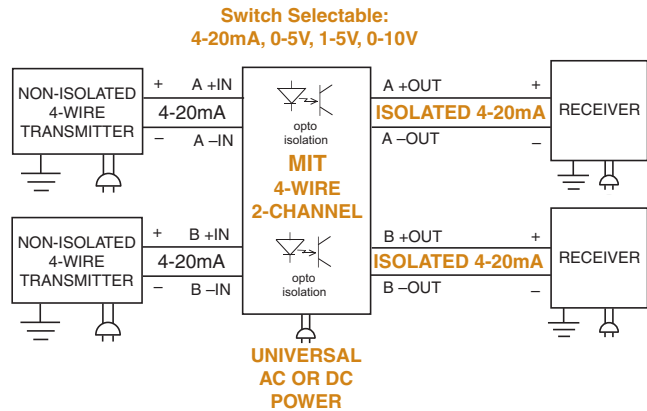 Switch Selectable:
4-20mA, 0-5V, 1-5V, 0-10V
NON-ISOLATED
4-WIRE
TRANSMITTER
+ A +IN
4-20mA
– A –IN
opto
isolation
MIT
4-WIRE
2-CHANNEL
A +OUT +
ISOLATED 4-20mA
A –OUT –
RECEIVER
NON-ISOLATED
4-WIRE
TRANSMITTER
+ B +IN
4-20mA
– B –IN
opto
isolation
B +OUT +
ISOLATED 4-20mA
B –OUT –
RECEIVER
UNIVERSAL
AC OR DC
POWER